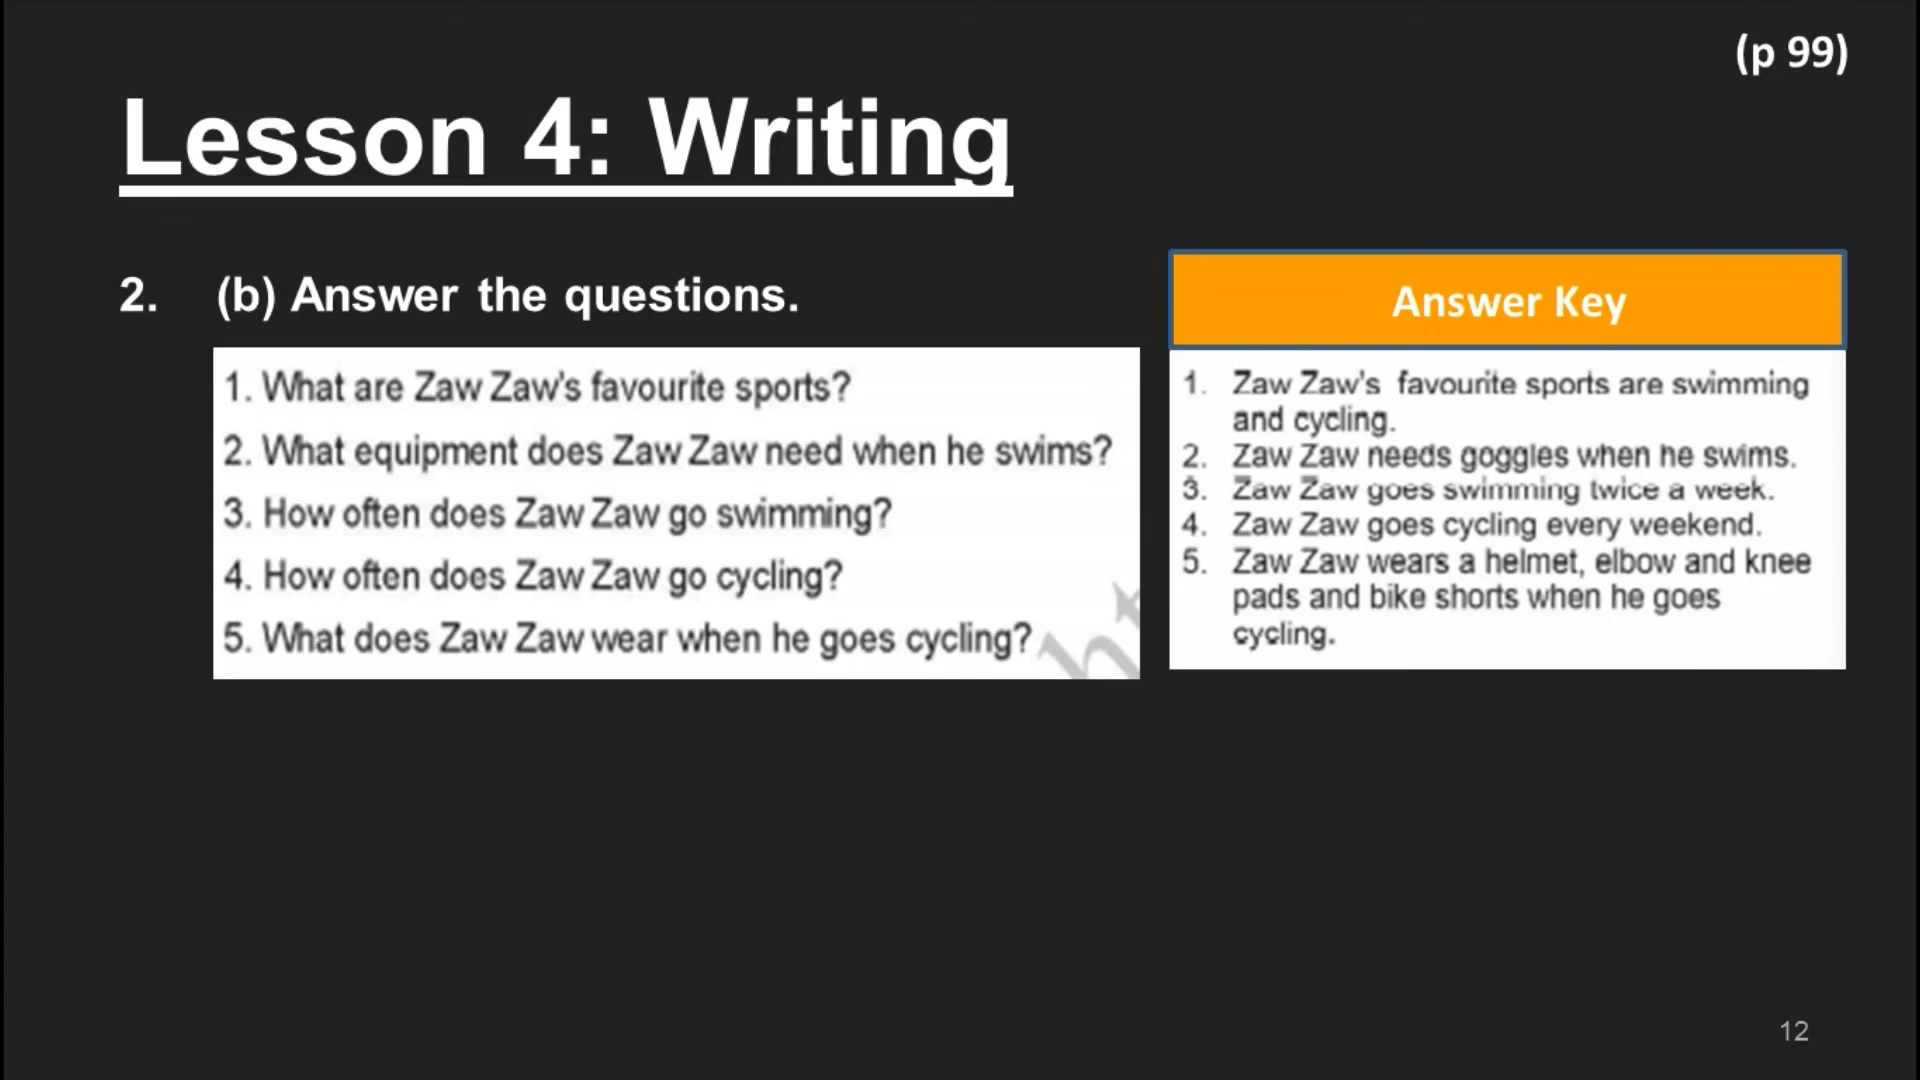 (p 99)
Lesson 4: Writing
2. (b) Answer the questions.
1. What are Zaw Zaw's favourite sports?
2. What equipment does Zaw Zaw need when he swims?
3. How often does Zaw Zaw go swimming?
4. How often does Zaw Zaw go cycling?
5. What does Zaw Zaw wear when he goes cycling?
ht
Answer Key
1. Zaw Zaw's favourite sports are swimming
and cycling.
2. Zaw Zaw needs goggles when he swims.
3. Zaw Zaw goes swimming twice a week.
4. Zaw Zaw goes cycling every weekend.
5. Zaw Zaw wears a helmet, elbow and knee
pads and bike shorts when he goes
cycling.
12